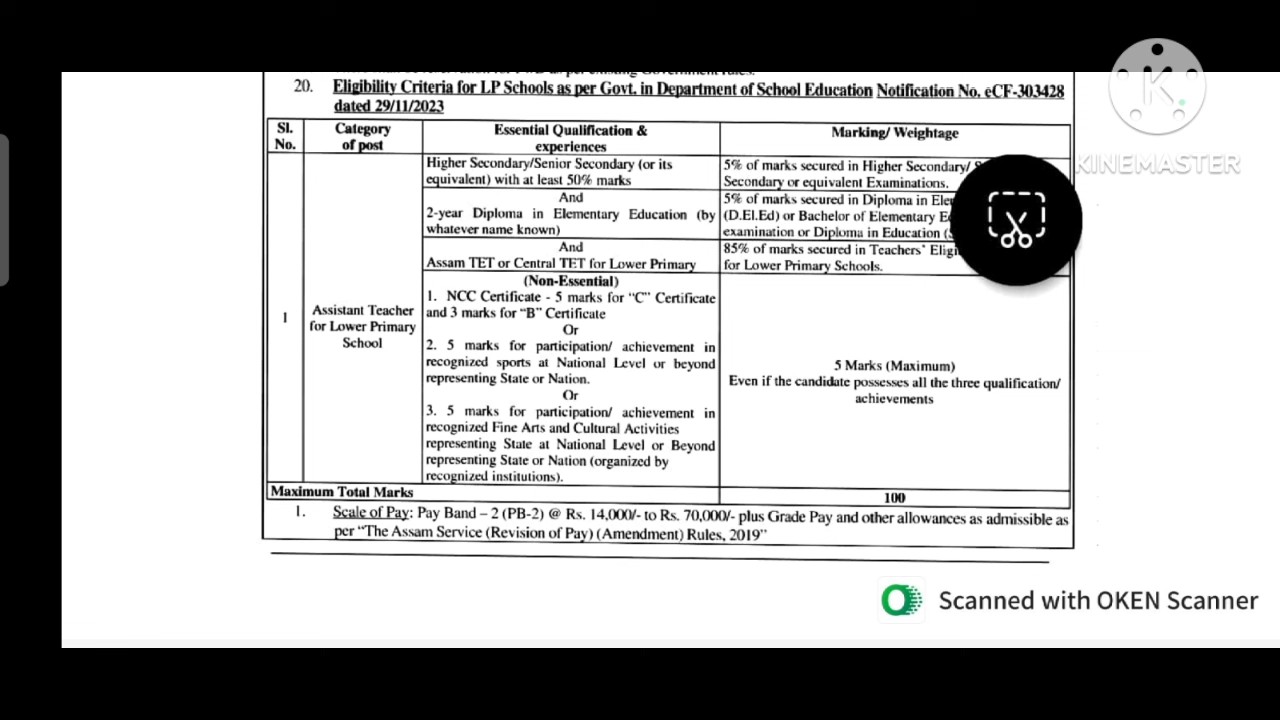 20. Eligibility Criteria for LP Schools as per Govt. in Department of School Education Notification No. eCF-303428
dated 29/11/2023
Sl. No.
Category of post
Essential Qualification & experiences
Marking/ Weightage
1
Assistant Teacher
for Lower Primary
School
Higher Secondary/Senior Secondary (or its
equivalent) with at least 50% marks
5% of marks secured in Higher Secondary/
Secondary or equivalent Examinations.
And
2-year Diploma in Elementary Education (by
whatever name known)
5% of marks secured in Diploma in
(D.El.Ed) or Bachelor of Elementary
examination or Diploma in Education
And
Assam TET or Central TET for Lower Primary
85% of marks secured in Teachers'
for Lower Primary Schools.
(Non-Essential)
1. NCC Certificate - 5 marks for "C" Certificate
and 3 marks for "B" Certificate
Or
2. 5 marks for participation/ achievement in
recognized sports at National Level or beyond
representing State or Nation.
Or
3. 5 marks for participation/ achievement in
recognized Fine Arts and Cultural Activities
representing State at National Level or Beyond
representing State or Nation (organized by
recognized institutions).
5 Marks (Maximum)
Even if the candidate possesses all the three qualification/
achievements
Maximum Total Marks
100
1. Scale of Pay: Pay Band – 2 (PB-2) @ Rs. 14,000/- to Rs. 70,000/- plus Grade Pay and other allowances as admissible as
per "The Assam Service (Revision of Pay) (Amendment) Rules, 2019"
Scanned with OKEN Scanner
KINEMASTER